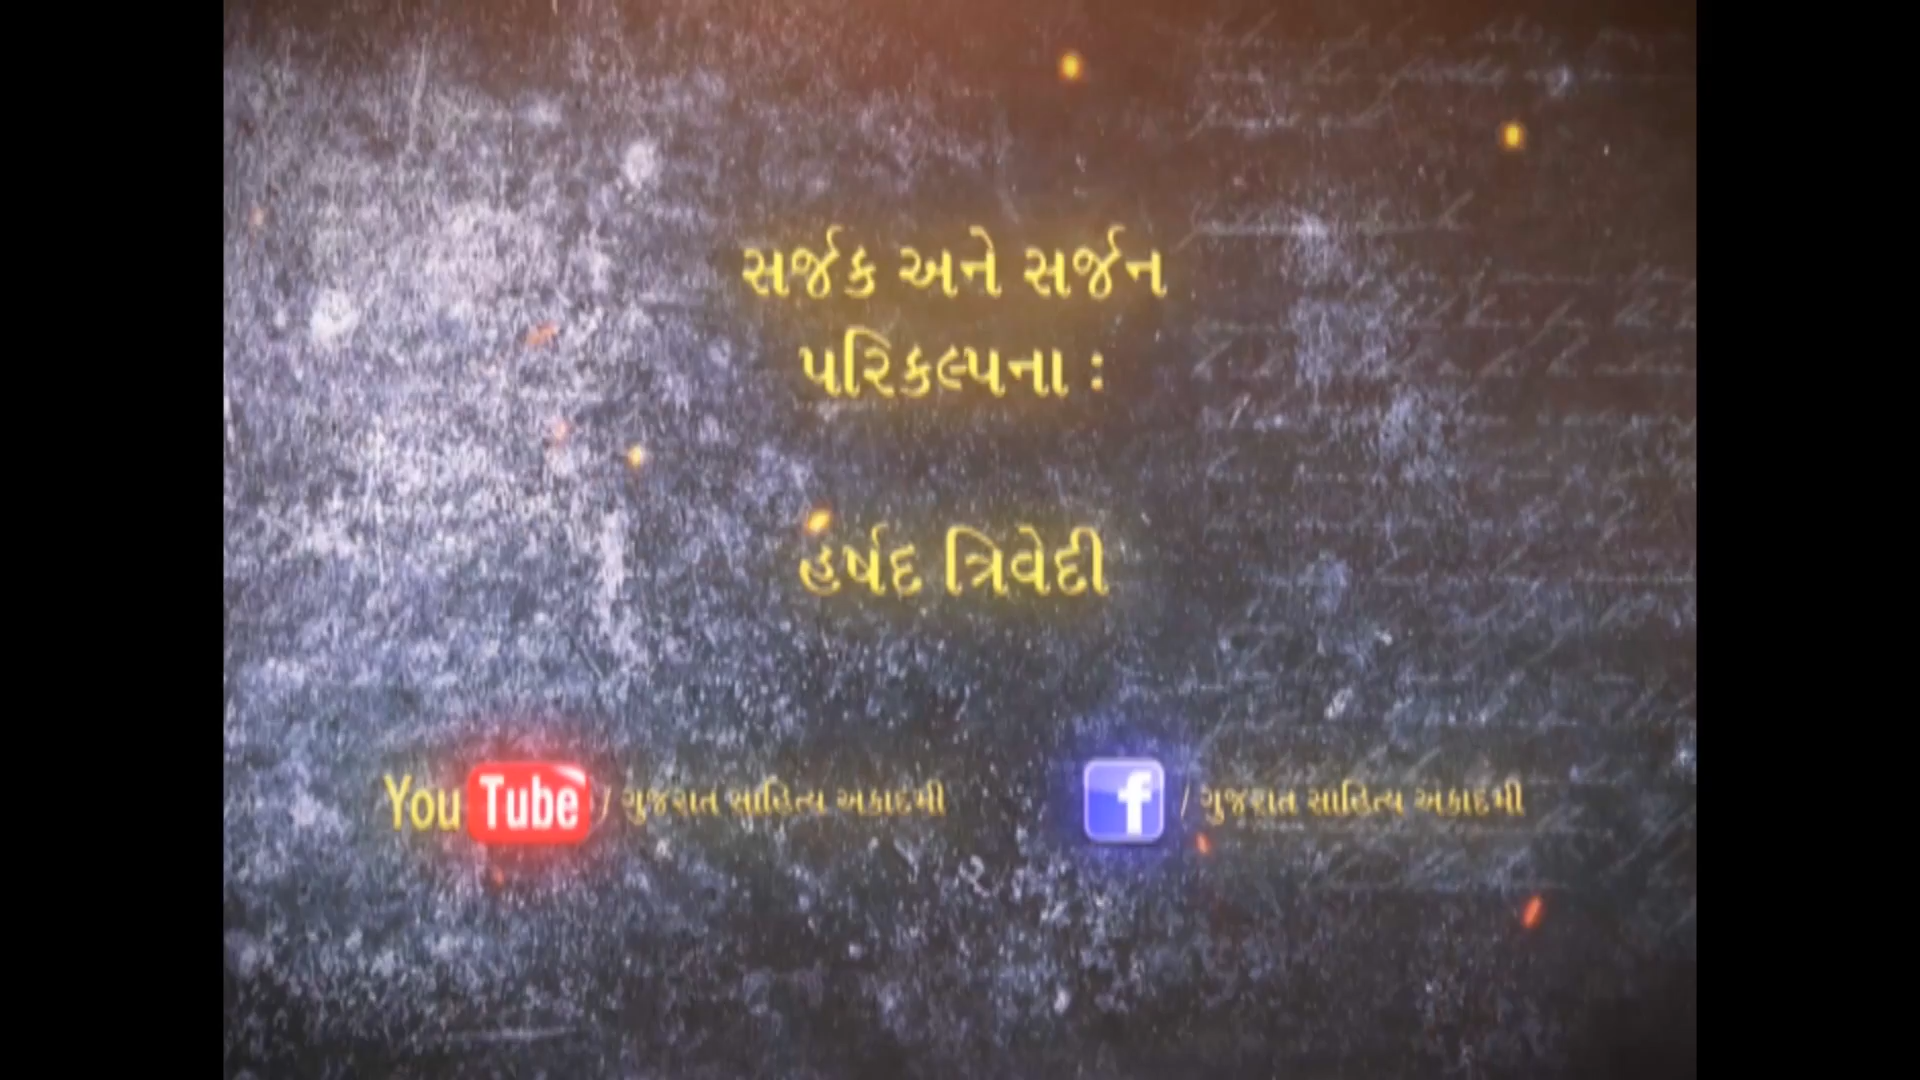 સર્જક અને સર્જન
પરિકલ્પના :
હર્ષદ ત્રિવેદી
YouTube / ગુજરાત સાહિત્ય અકાદમી
f / ગુજરાત સાહિત્ય અકાદમી